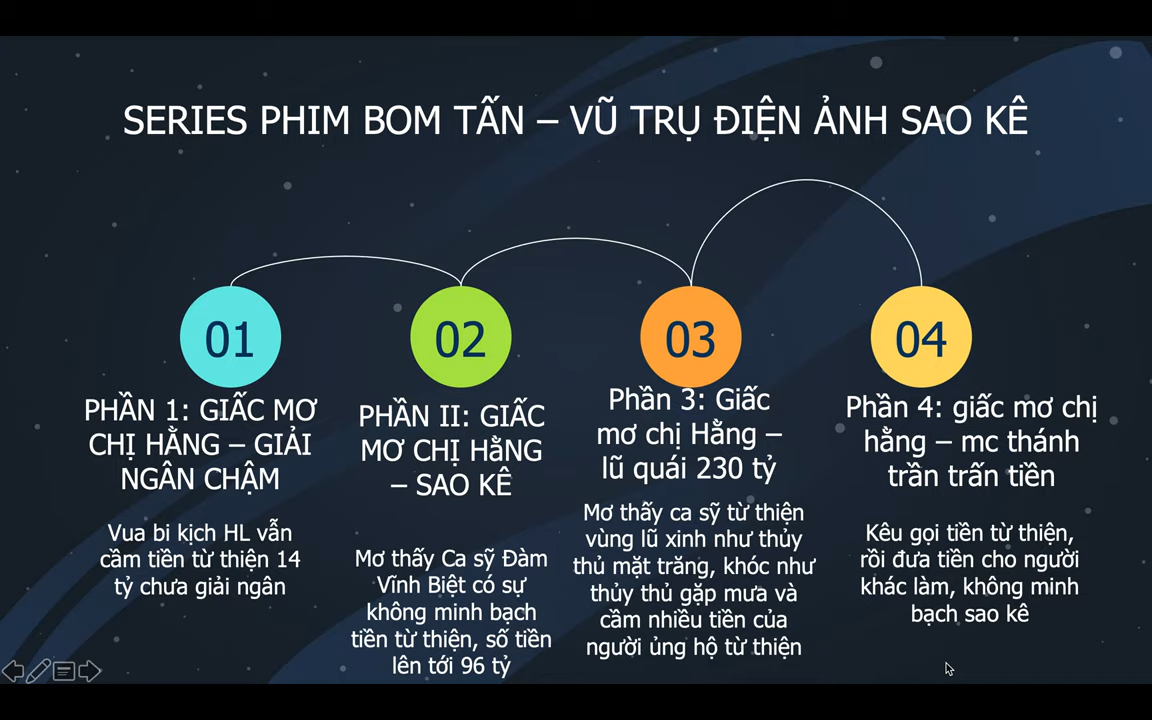 SERIES PHIM BOM TẤN – VŨ TRỤ ĐIỆN ẢNH SAO KÊ
01
PHẦN 1: GIẤC MƠ
CHỊ HẰNG – GIẢI
NGÂN CHẬM
Vua bi kịch HL vẫn
cầm tiền từ thiện 14
tỷ chưa giải ngân
02
PHẦN II: GIẤC
MƠ CHỊ HằNG
– SAO KÊ
Mơ thấy Ca sỹ Đàm
Vĩnh Biệt có sự
không minh bạch
tiền từ thiện, số tiền
lên tới 96 tỷ
03
Phần 3: Giấc
mơ chị Hằng –
lũ quái 230 tỷ
Mơ thấy ca sỹ từ thiện
vùng lũ xinh như thủy
thủ mặt trăng, khóc như
thủy thủ gặp mưa và
cầm nhiều tiền của
người ủng hộ từ thiện
04
Phần 4: giấc mơ chị
hằng – mc thánh
trần trấn tiền
Kêu gọi tiền từ thiện,
rồi đưa tiền cho người
khác làm, không minh
bạch sao kê